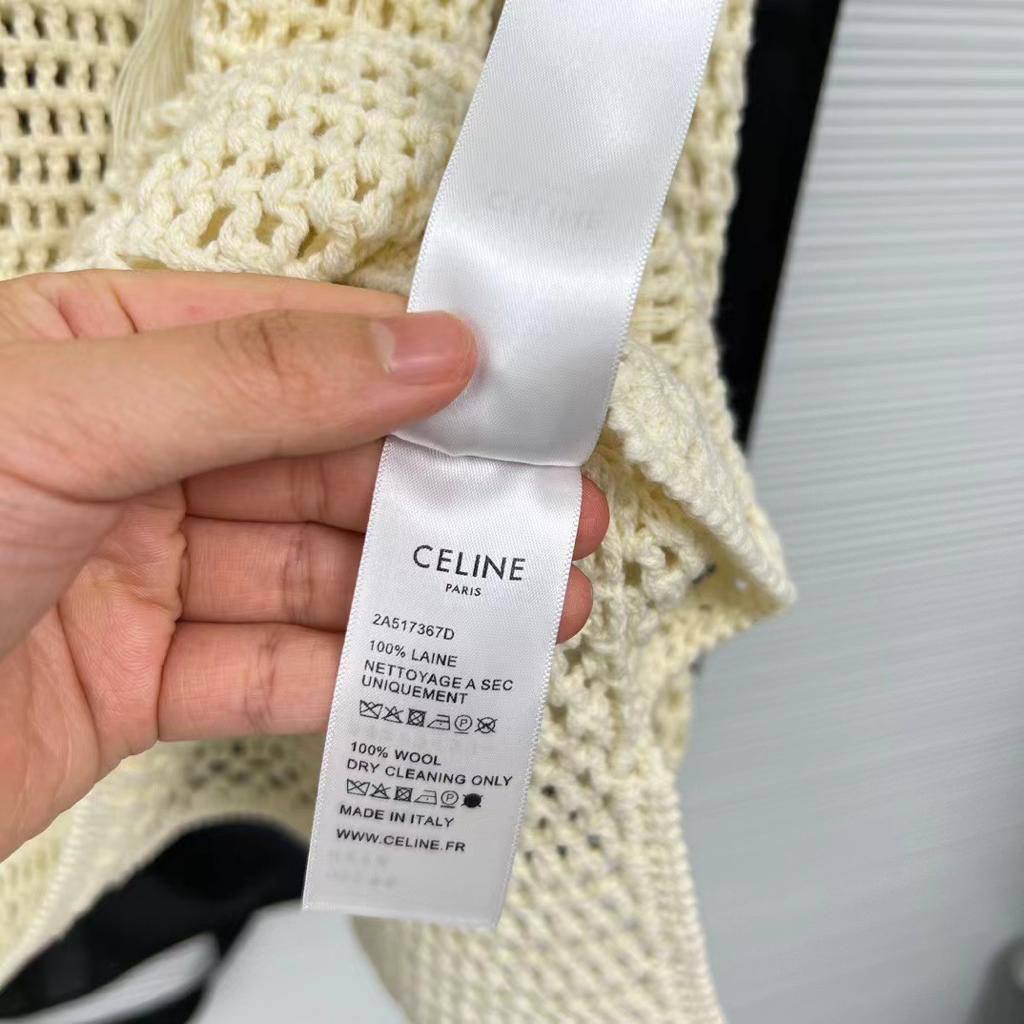 CELINE
CELINE
PARIS
2A517367D
100% LAINE
NETTOYAGE A SEC
UNIQUEMENT
P
100% WOOL
DRY CLEANING ONLY
P
MADE IN ITALY
WWW.CELINE.FR